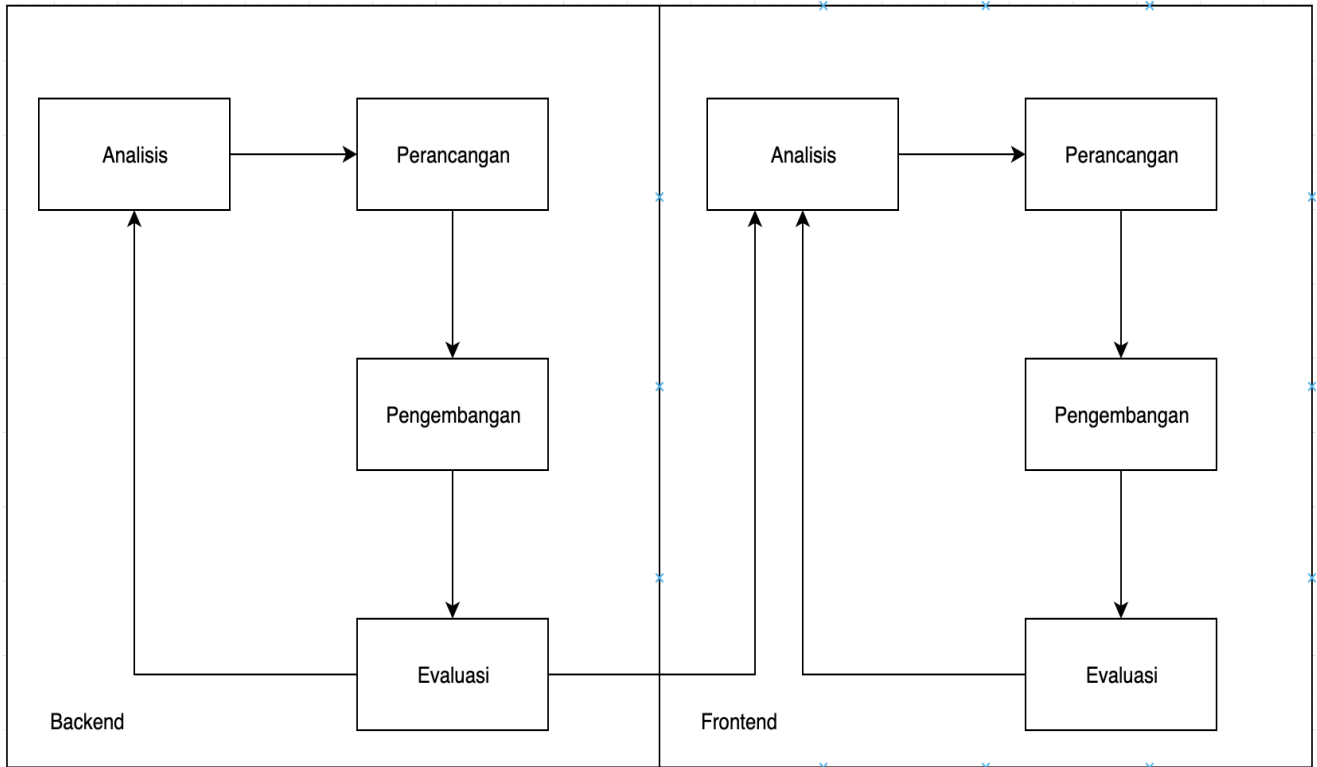 Analisis
Perancangan
Pengembangan
Evaluasi
Backend
Analisis
Perancangan
Pengembangan
Evaluasi
Frontend